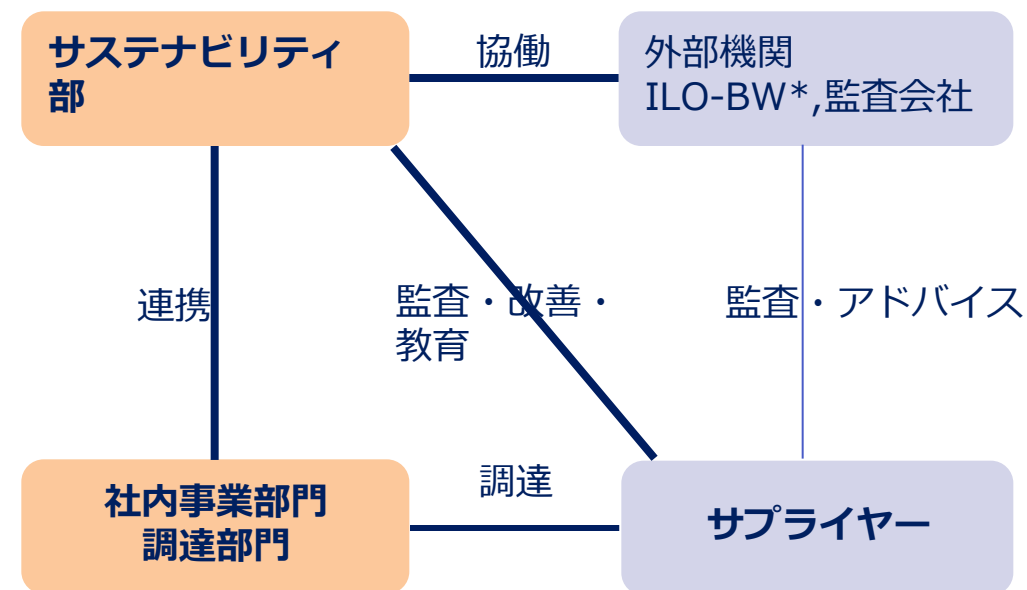 サステナビリティ
部
協働
外部機関
ILO-BW*,監査会社
連携
監査・改善・
教育
監査・アドバイス
社内事業部門
調達部門
調達
サプライヤー